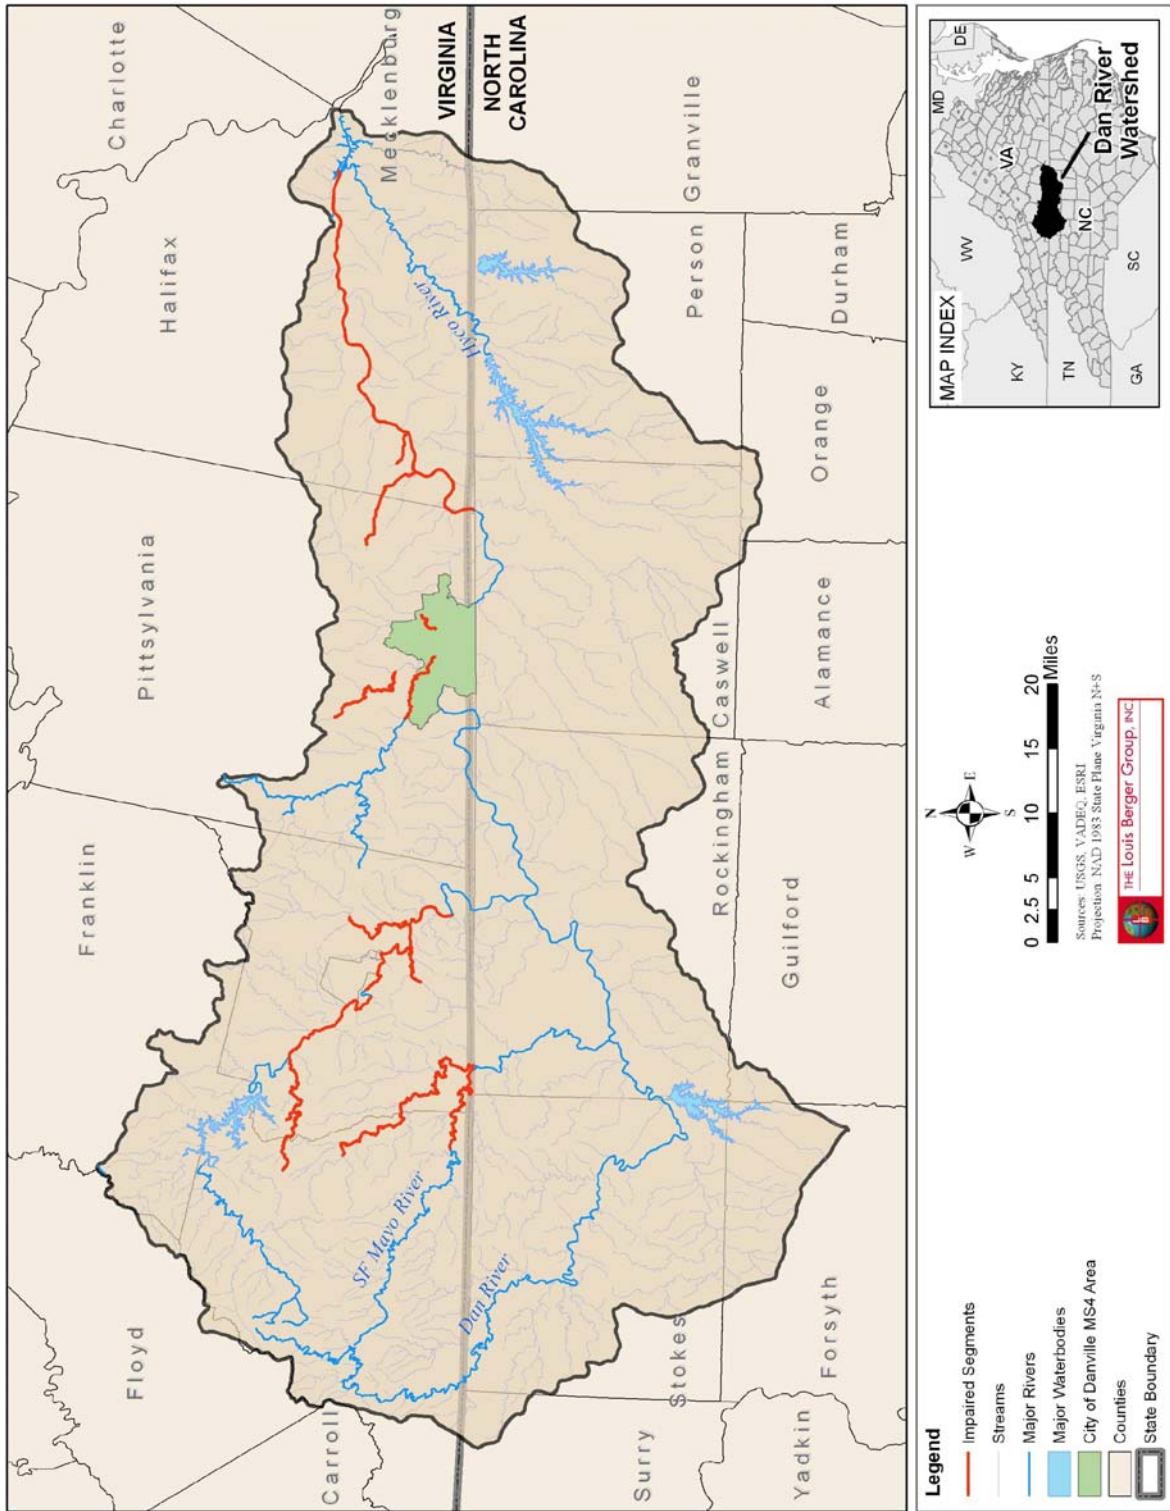 Floyd
Franklin
Pittsylvania
Halifax
Charlotte
Carroll
Mecklenburg
VIRGINIA
NORTH
CAROLINA
SF Mayo River
Dan River
Hyco River
Surry
Stokes
Yadkin
Forsyth
Rockingham
Guilford
Caswell
Alamance
Orange
Person
Durham
Granville
Legend
Impaired Segments
Streams
Major Rivers
Major Waterbodies
City of Danville MS4 Area
Counties
State Boundary
N
W
E
S
0 2.5 5 10 15 20
Miles
Sources: USGS, VADEQ, ESRI
Projection: NAD 1983 State Plane Virginia N+S
THE Louis Berger Group, INC.
MAP INDEX
WV
MD
DE
KY
VA
TN
NC
GA
SC
Dan River
Watershed